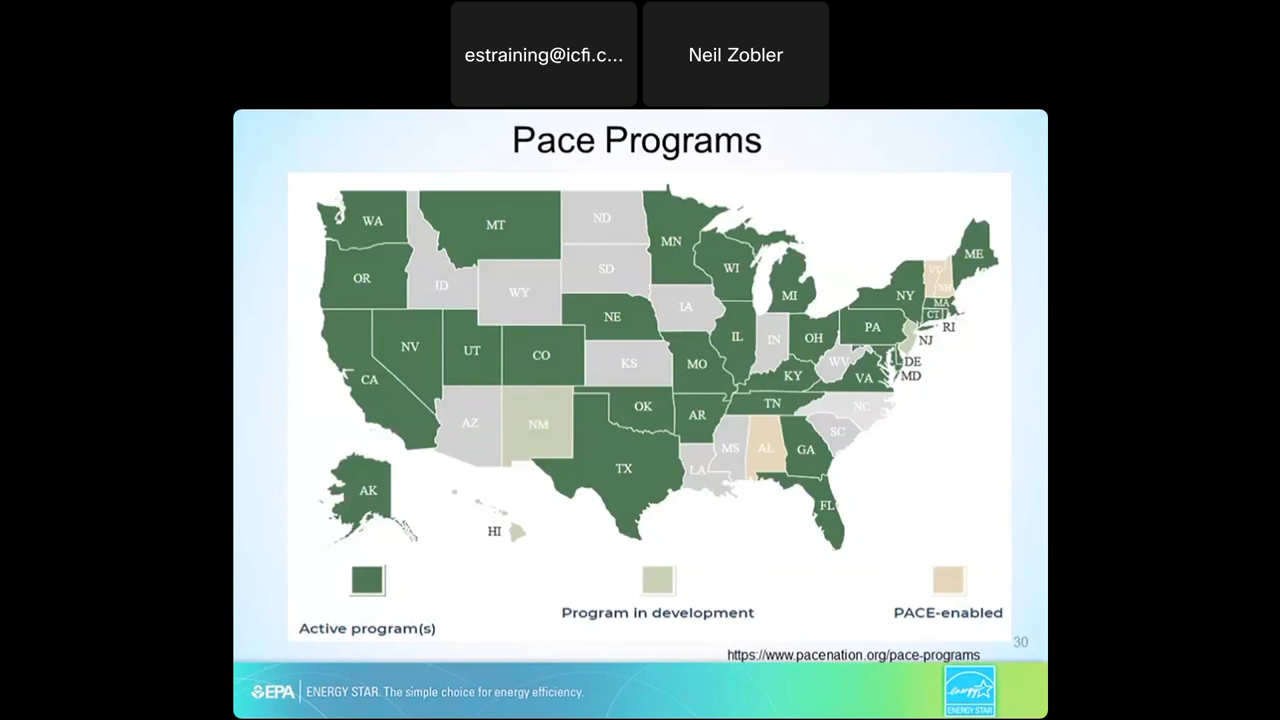 estraining@icfi.c...
Neil Zobler
Pace Programs
WA
MT
ND
MN
OR
ID
SD
WI
ME
WY
MI
VT
NH
NY
MA
CT
RI
IA
NE
NV
UT
CO
IL
IN
OH
PA
NJ
DE
MD
CA
KS
MO
WV
VA
KY
AZ
NM
OK
AR
TN
NC
SC
MS
AL
GA
TX
LA
FL
AK
HI
Active program(s)
Program in development
PACE-enabled
30
https://www.pacenation.org/pace-programs
EPA
ENERGY STAR. The simple choice for energy efficiency.
energy
ENERGY STAR